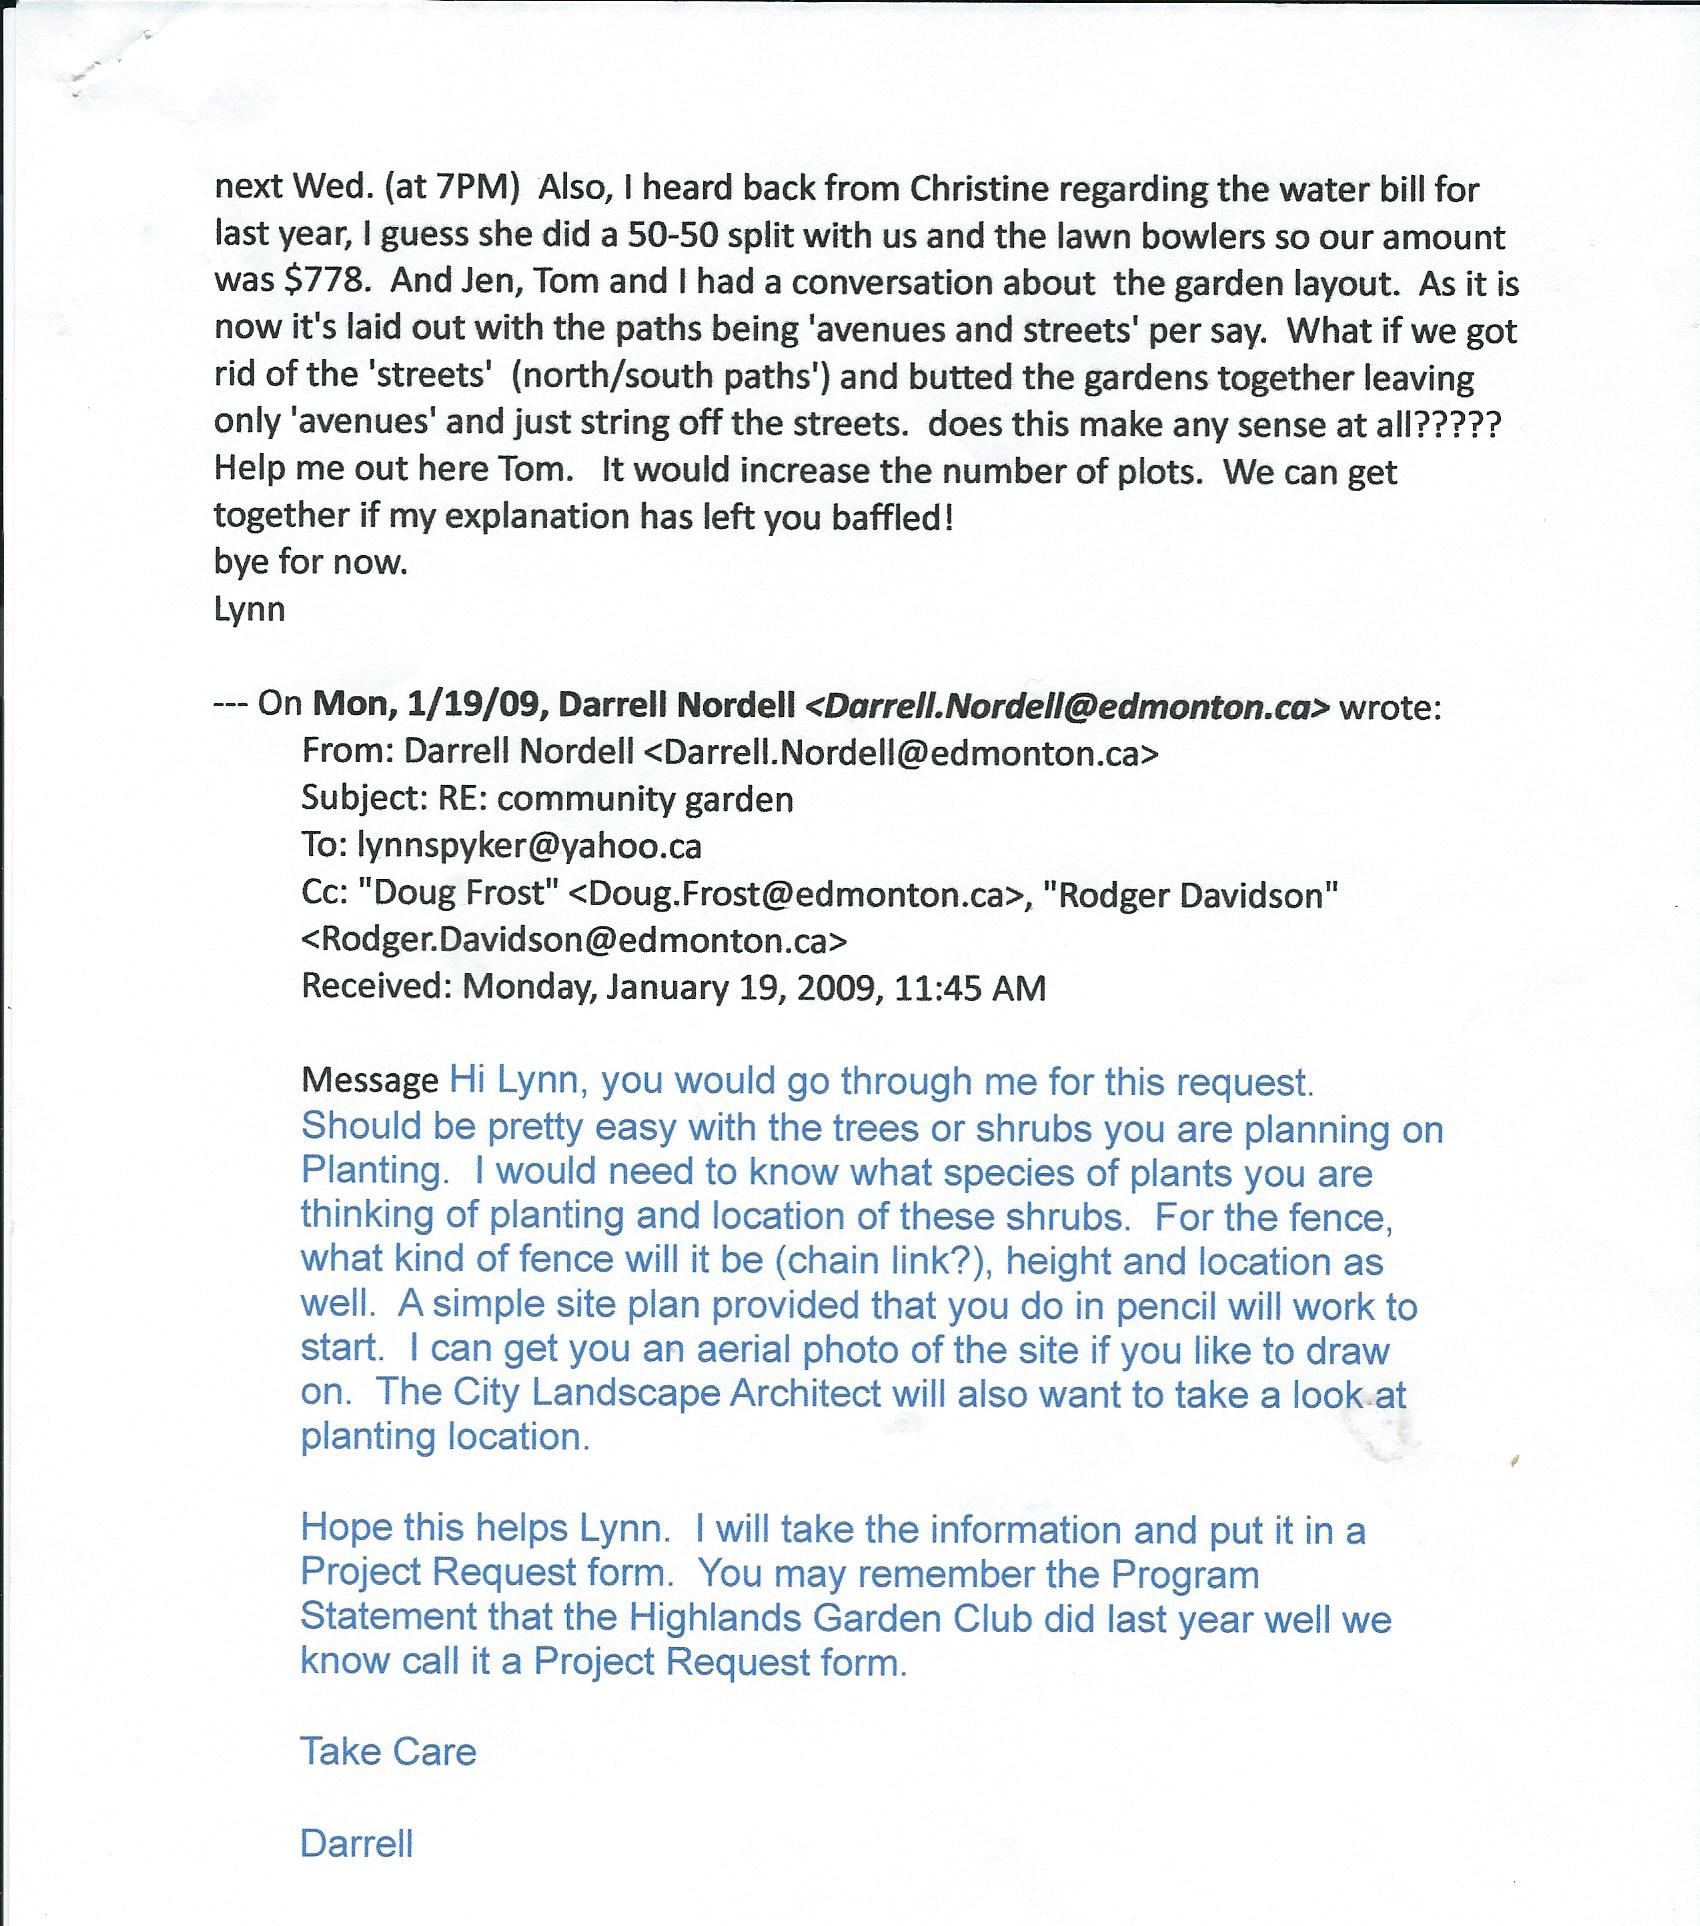 next Wed. (at 7PM)  Also, I heard back from Christine regarding the water bill for
last year, I guess she did a 50-50 split with us and the lawn bowlers so our amount
was $778.  And Jen, Tom and I had a conversation about  the garden layout.  As it is
now it's laid out with the paths being 'avenues and streets' per say.  What if we got
rid of the 'streets'  (north/south paths') and butted the gardens together leaving
only 'avenues' and just string off the streets.  does this make any sense at all?????
Help me out here Tom.   It would increase the number of plots.  We can get
together if my explanation has left you baffled!
bye for now.
Lynn
--- On Mon, 1/19/09, Darrell Nordell <Darrell.Nordell@edmonton.ca> wrote:
From: Darrell Nordell <Darrell.Nordell@edmonton.ca>
Subject: RE: community garden
To: lynnspyker@yahoo.ca
Cc: "Doug Frost" <Doug.Frost@edmonton.ca>, "Rodger Davidson"
<Rodger.Davidson@edmonton.ca>
Received: Monday, January 19, 2009, 11:45 AM
Message Hi Lynn, you would go through me for this request.
Should be pretty easy with the trees or shrubs you are planning on
Planting.  I would need to know what species of plants you are
thinking of planting and location of these shrubs.  For the fence,
what kind of fence will it be (chain link?), height and location as
well.  A simple site plan provided that you do in pencil will work to
start.  I can get you an aerial photo of the site if you like to draw
on.  The City Landscape Architect will also want to take a look at
planting location.
Hope this helps Lynn.  I will take the information and put it in a
Project Request form.  You may remember the Program
Statement that the Highlands Garden Club did last year well we
know call it a Project Request form.
Take Care
Darrell